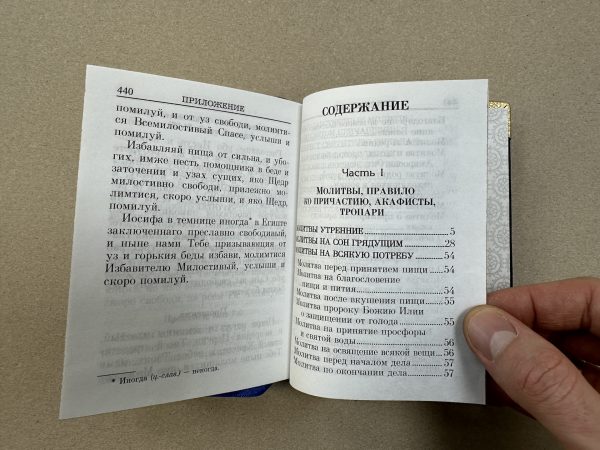 440
ПРИЛОЖЕНИЕ
помилуй, и от уз свободи, молимти-
ся Всемилостивый Спасе, услыши и
помилуй.
Избавляяй нища от сильна, и убо-
гих, имже несть помощника в беде и
заточении и узах сущих, яко Щедр
милостивно свободи, прилежно мо-
лимтися, скоро услыши, и яко Щедр,
помилуй.
Иосифа в темнице иногда* в Египте
заключенного преславно свободивый,
и ныне нами Тебе призывающия от
уз и горькия беды избави, молимтися
Избавителю Милостивый, услыши и
скоро помилуй.
* Иногда (ц.-слав.) — некогда.
СОДЕРЖАНИЕ
Часть I
МОЛИТВЫ, ПРАВИЛО
КО ПРИЧАСТИЮ, АКАФИСТЫ,
ТРОПАРИ
МОЛИТВЫ УТРЕННИЕ 5
МОЛИТВЫ НА СОН ГРЯДУЩИМ 28
МОЛИТВЫ НА ВСЯКУЮ ПОТРЕБУ 54
Молитва перед принятием пищи 54
Молитва на благословение
пищи и пития 54
Молитва после вкушения пищи 55
Молитва пророку Божию Илии
о защищении от голода 55
Молитва на принятие просфоры
и святой воды 56
Молитва на освящение всякой вещи 56
Молитва перед началом дела 57
Молитва по окончании дела 57